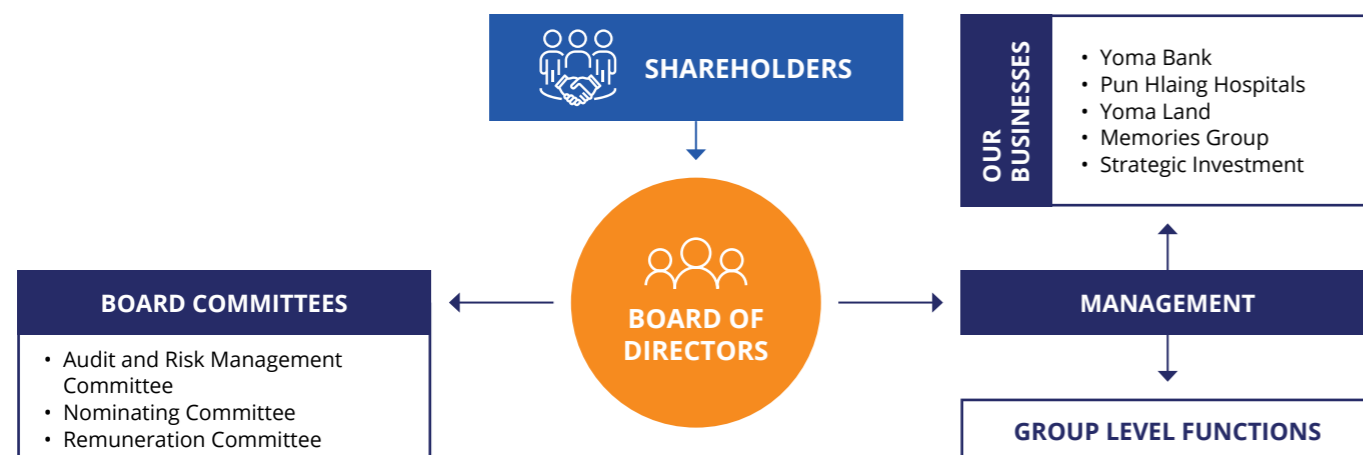 SHAREHOLDERS
OUR
BUSINESSES
• Yoma Bank
• Pun Hlaing Hospitals
• Yoma Land
• Memories Group
• Strategic Investment
BOARD OF
DIRECTORS
BOARD COMMITTEES
• Audit and Risk Management
Committee
• Nominating Committee
• Remuneration Committee
MANAGEMENT
GROUP LEVEL FUNCTIONS